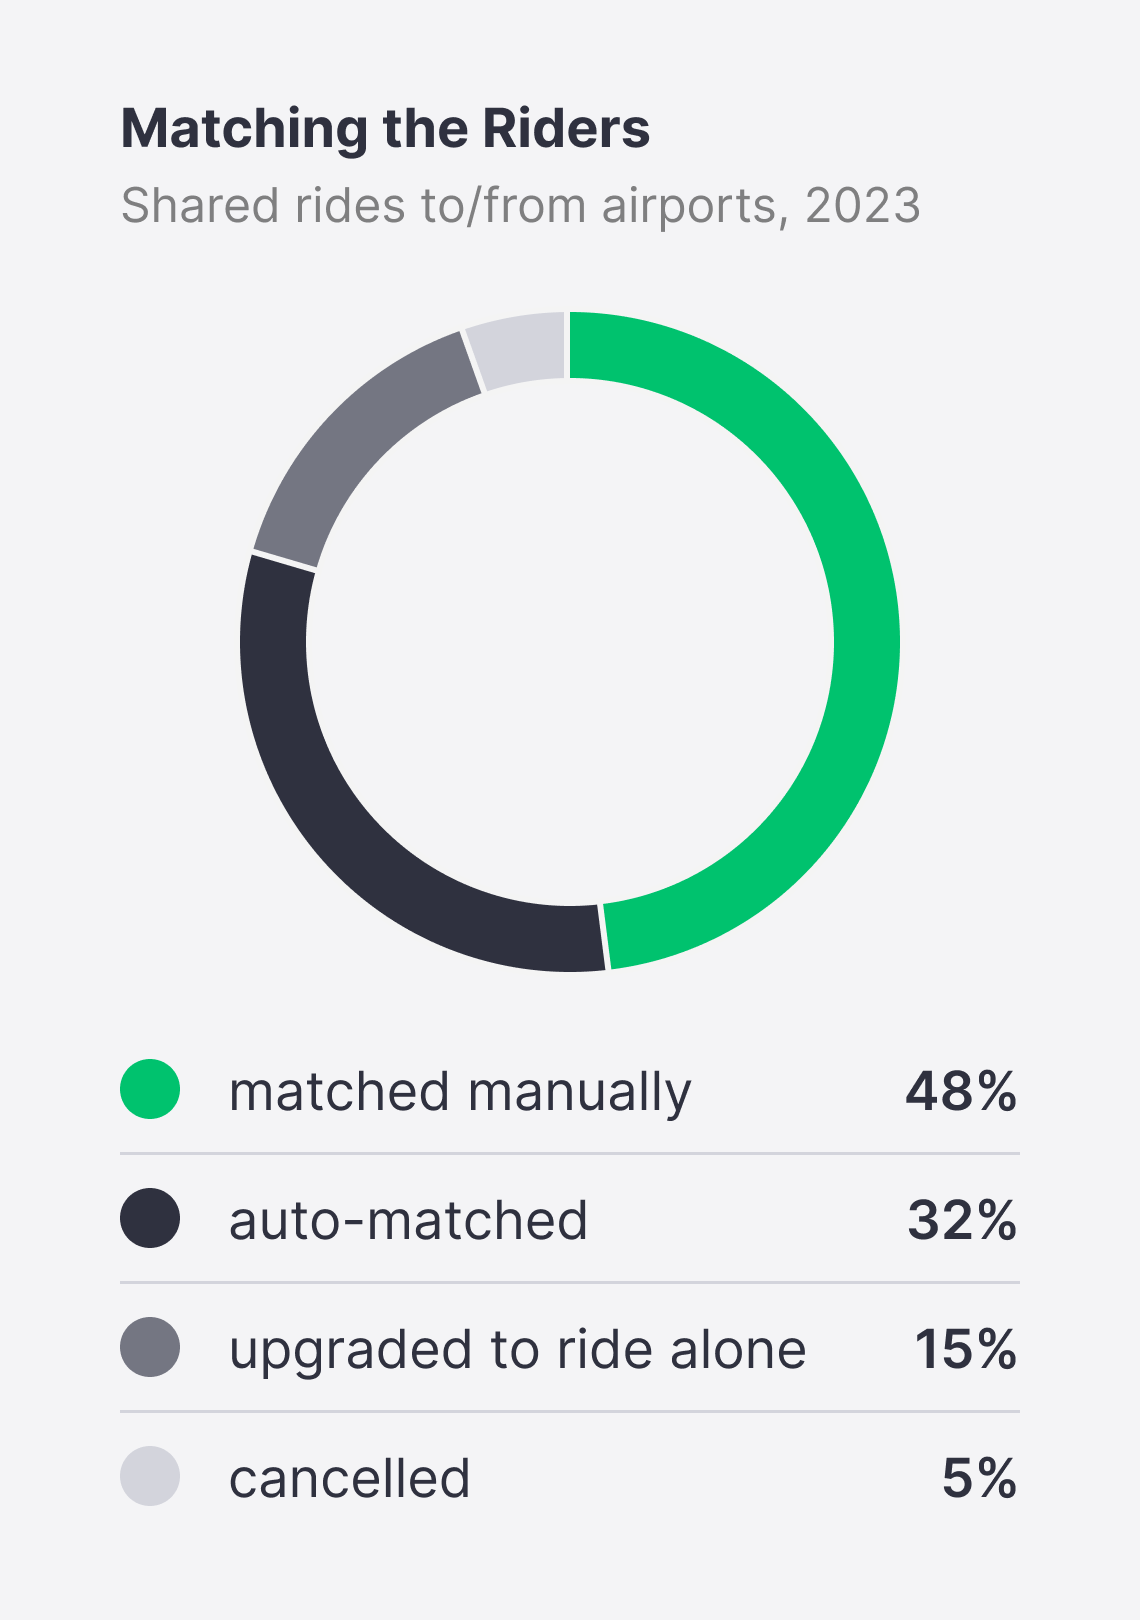 Matching the Riders
Shared rides to/from airports, 2023
matched manually 48%
auto-matched 32%
upgraded to ride alone 15%
cancelled 5%